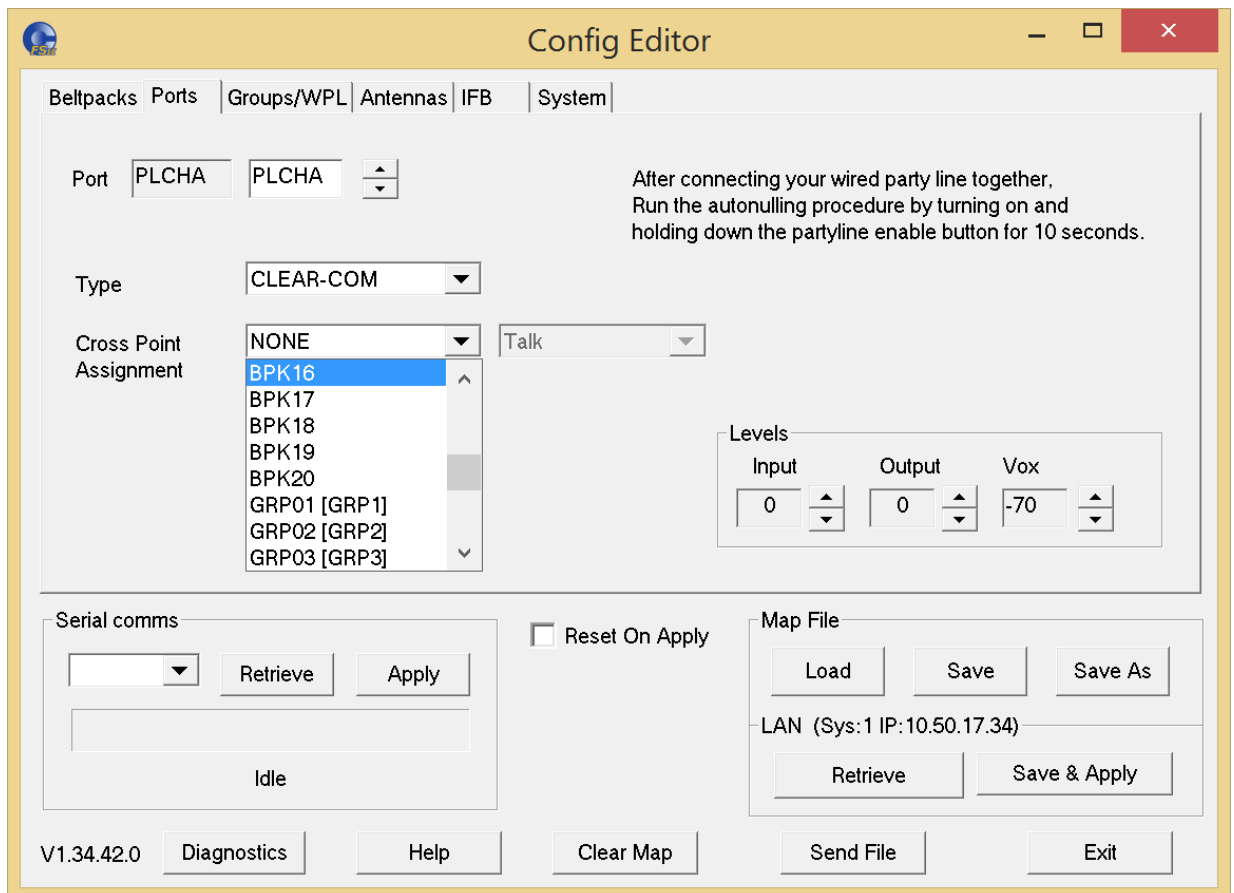 Config Editor
FSII
Beltpacks Ports Groups/WPL Antennas IFB System
Port PLCHA PLCHA
After connecting your wired party line together,
Run the autonulling procedure by turning on and
holding down the partyline enable button for 10 seconds.
Type CLEAR-COM
Cross Point
Assignment
NONE Talk
BPK16
BPK17
BPK18
BPK19
BPK20
GRP01 [GRP1]
GRP02 [GRP2]
GRP03 [GRP3]
Levels
Input Output Vox
0 0 -70
Serial comms
Retrieve Apply
Idle
Reset On Apply
Map File
Load Save Save As
LAN (Sys:1 IP:10.50.17.34)
Retrieve Save & Apply
V1.34.42.0 Diagnostics Help Clear Map Send File Exit